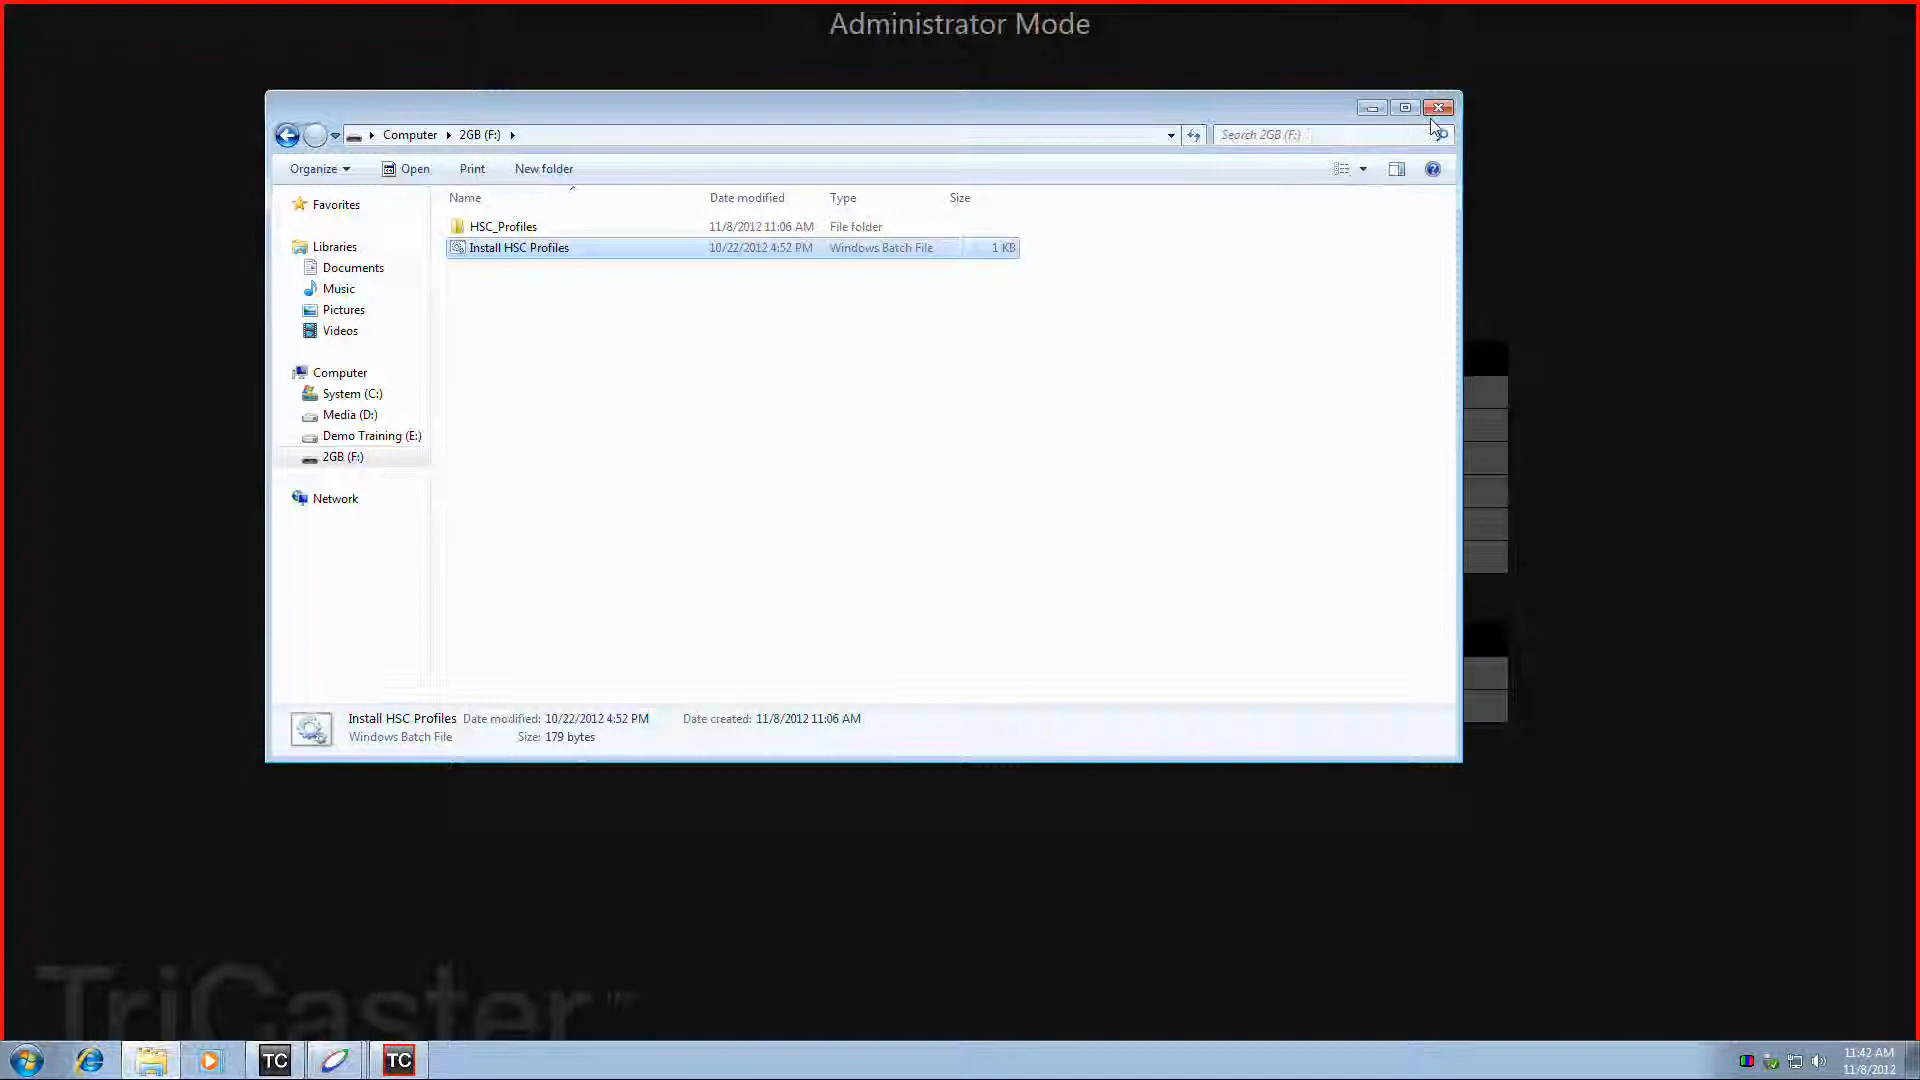 Administrator Mode
Computer 2GB (F:)
Search 2GB (F:)
Organize Open Print New folder
Name Date modified Type Size
HSC_Profiles 11/8/2012 11:06 AM File folder
Install HSC Profiles 10/22/2012 4:52 PM Windows Batch File 1 KB
Favorites
Libraries
Documents
Music
Pictures
Videos
Computer
System (C:)
Media (D:)
Demo Training (E:)
2GB (F:)
Network
Install HSC Profiles Date modified: 10/22/2012 4:52 PM Date created: 11/8/2012 11:06 AM
Windows Batch File Size: 179 bytes
TriCaster
TC TC
11:42 AM
11/8/2012